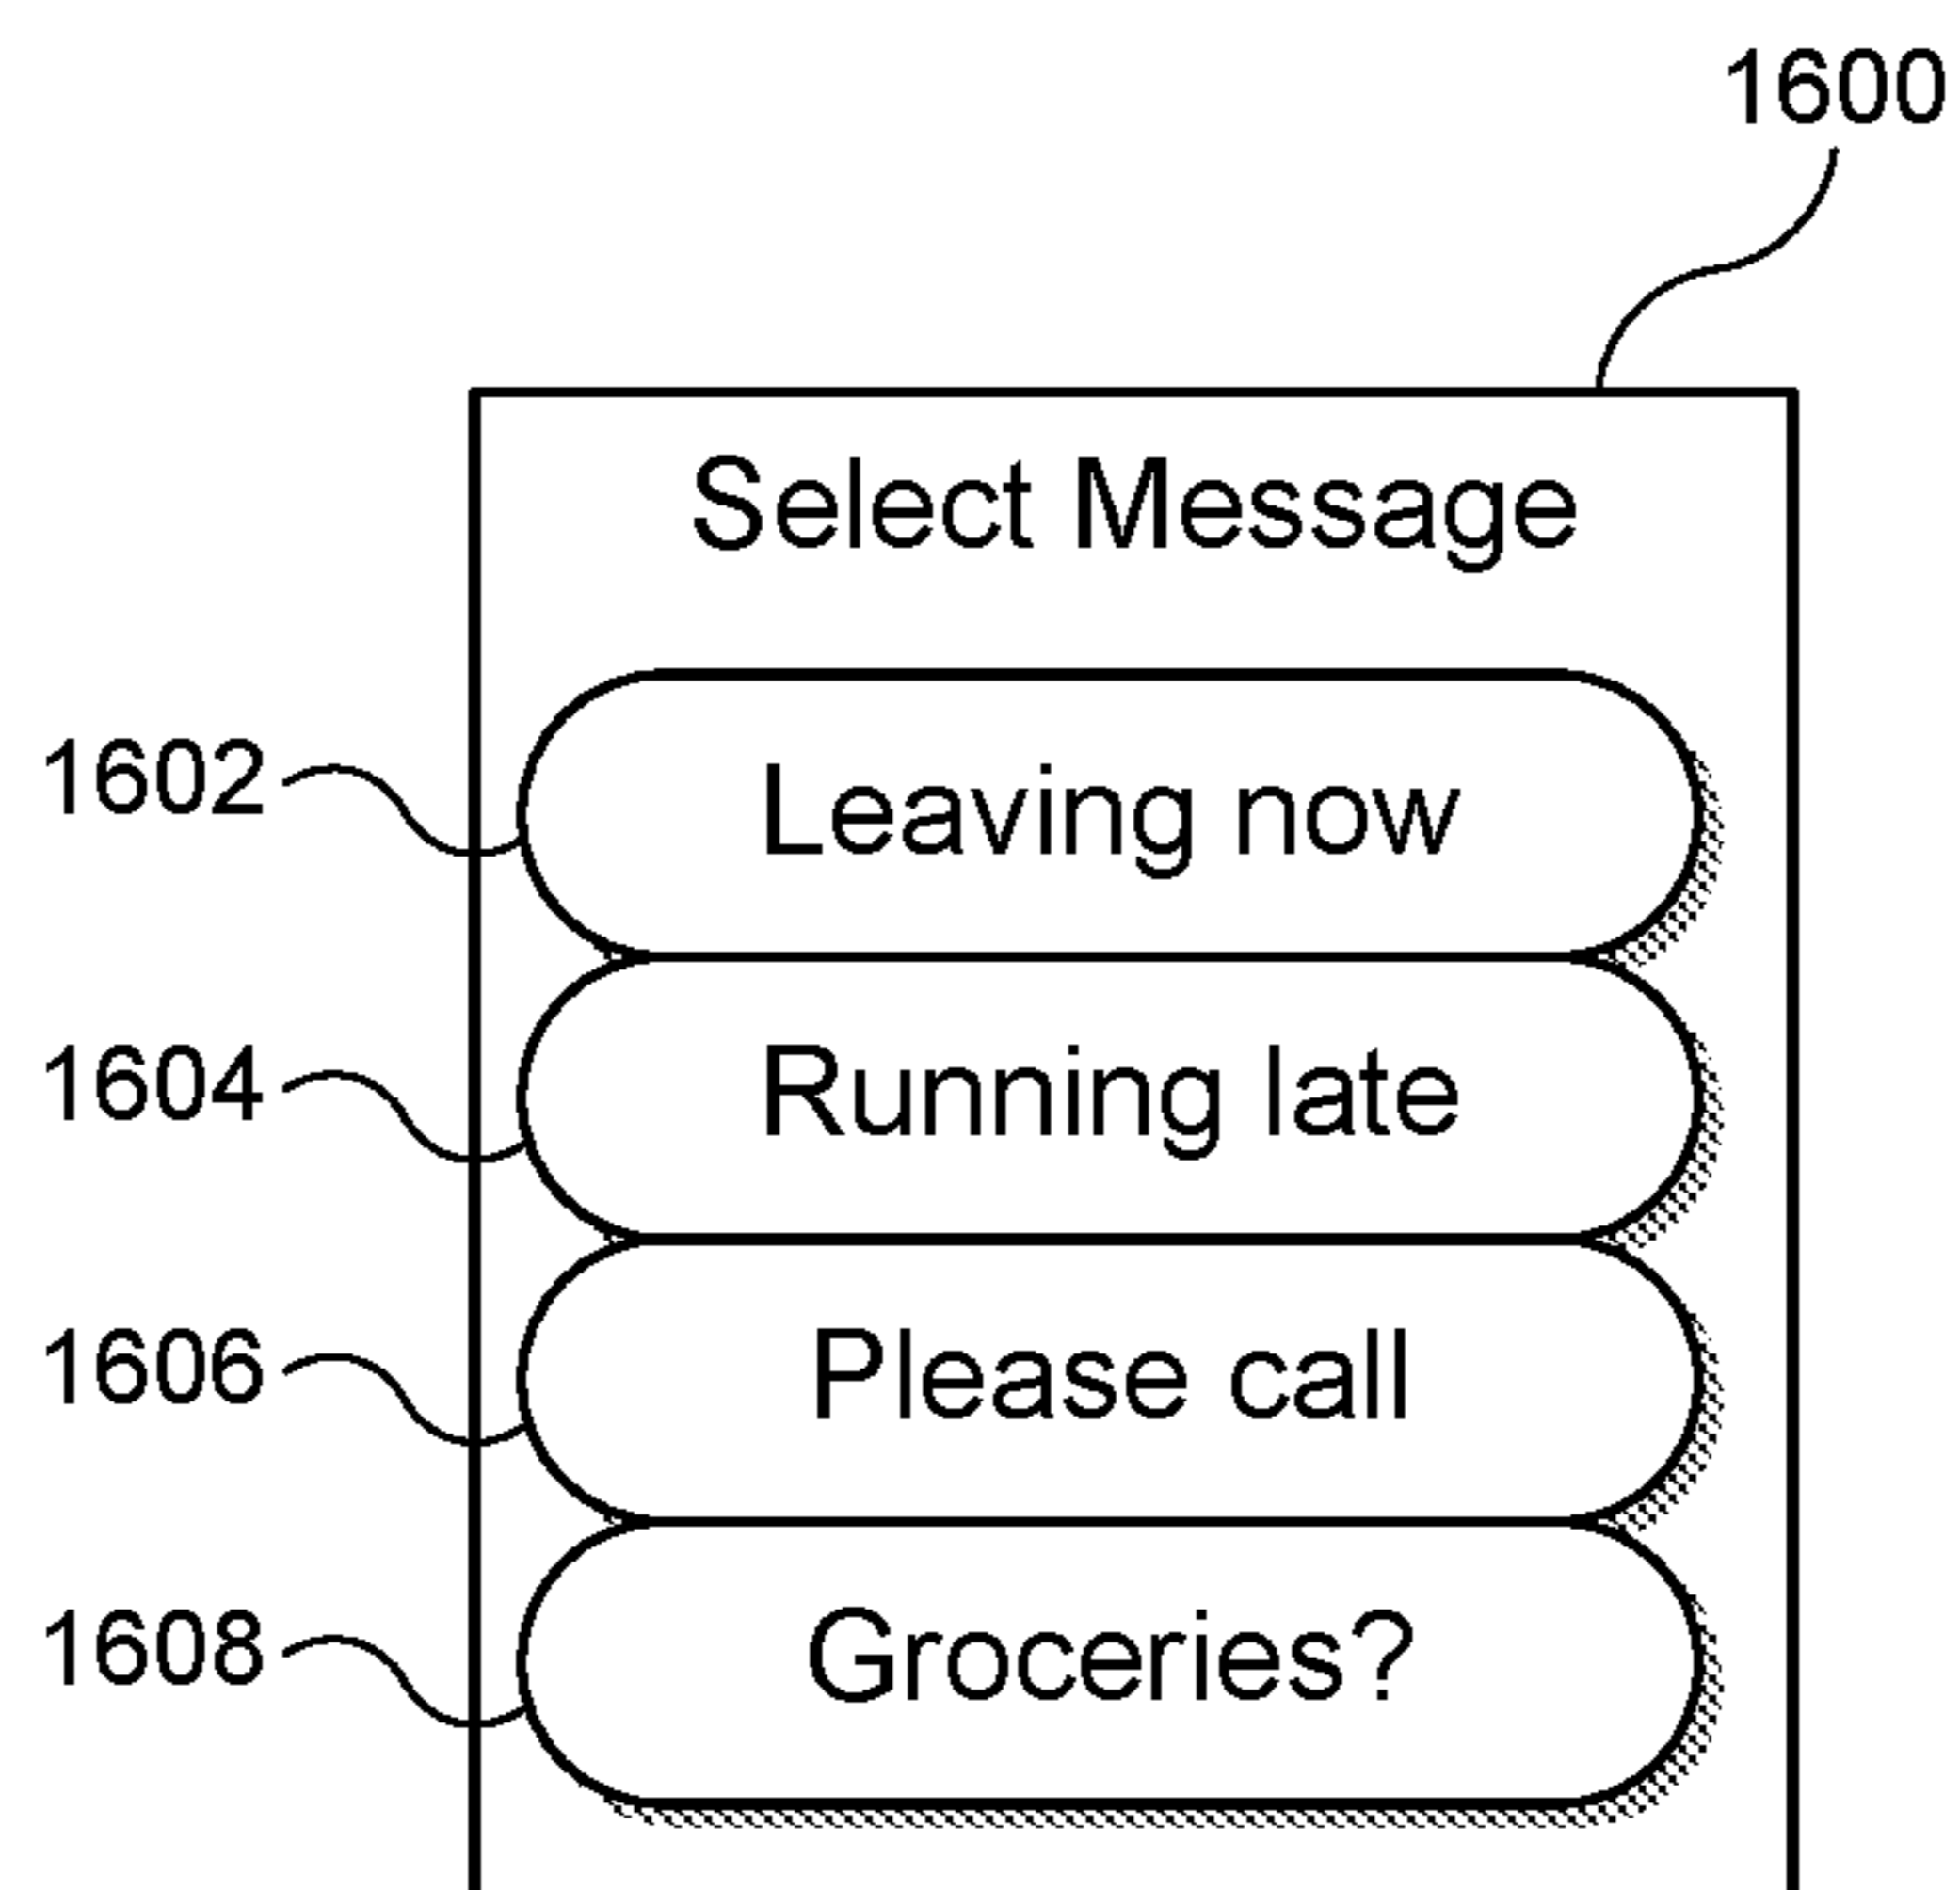 1600
Select Message
1602 Leaving now
1604 Running late
1606 Please call
1608 Groceries?